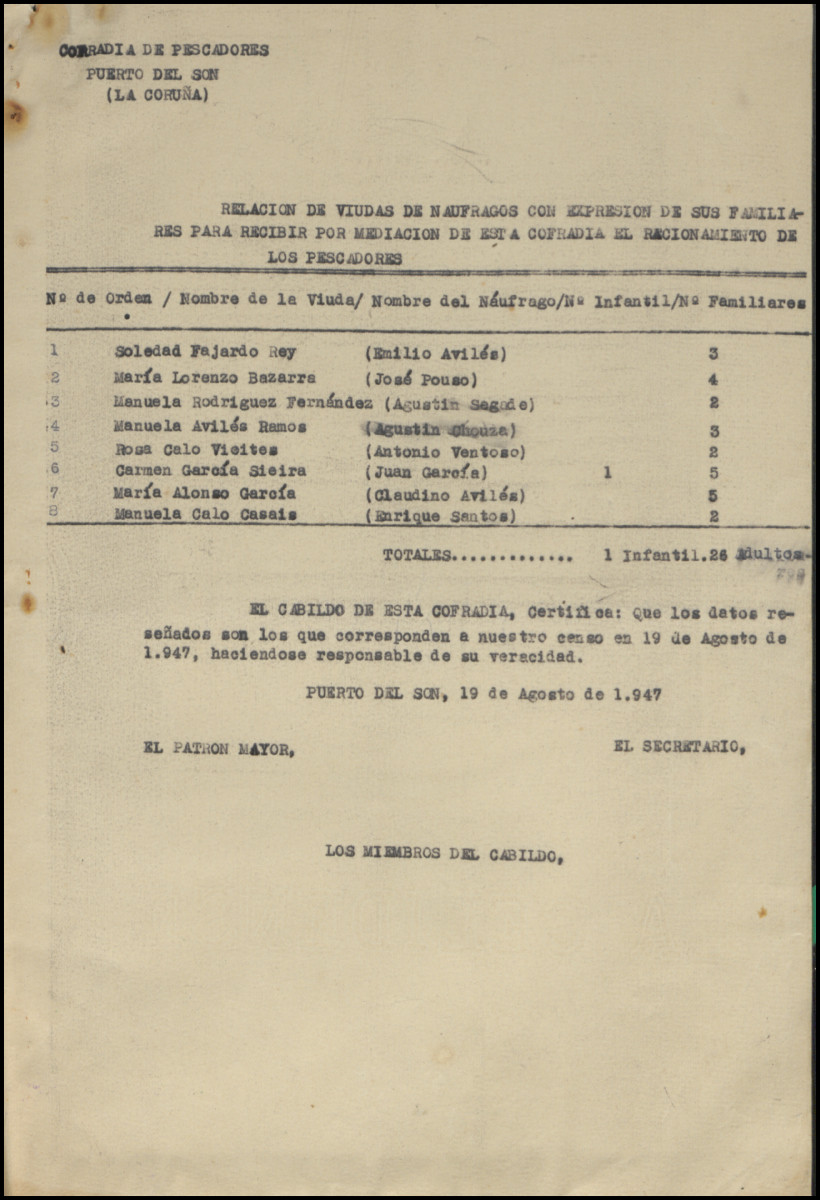 COFRADIA DE PESCADORES
PUERTO DEL SON
(LA CORUÑA)
RELACION DE VIUDAS DE NAUFRAGOS CON EXPRESION DE SUS FAMILIA-
RES PARA RECIBIR POR MEDIACION DE ESTA COFRADIA EL RACIONAMIENTO DE
LOS PESCADORES
Nº de Orden / Nombre de la Viuda/ Nombre del Náufrago/Nº Infantil/Nº Familiares
1 Soledad Fajardo Rey (Emilio Avilés) 3
2 María Lorenzo Bazarra (José Pouso) 4
3 Manuela Rodriguez Fernández (Agustin Segade) 2
4 Manuela Avilés Ramos (Agustin Chouza) 3
5 Rosa Calo Vieites (Antonio Ventoso) 2
6 Carmen García Sieira (Juan García) 1 5
7 María Alonso García (Claudino Avilés) 5
8 Manuela Calo Casais (Enrique Santos) 2
TOTALES............. 1 Infantil.26 Adultos.
EL CABILDO DE ESTA COFRADIA, Certifica: Que los datos re-
señados son los que corresponden a nuestro censo en 19 de Agosto de
1.947, haciendose responsable de su veracidad.
PUERTO DEL SON, 19 de Agosto de 1.947
EL PATRON MAYOR, EL SECRETARIO,
LOS MIEMBROS DEL CABILDO,